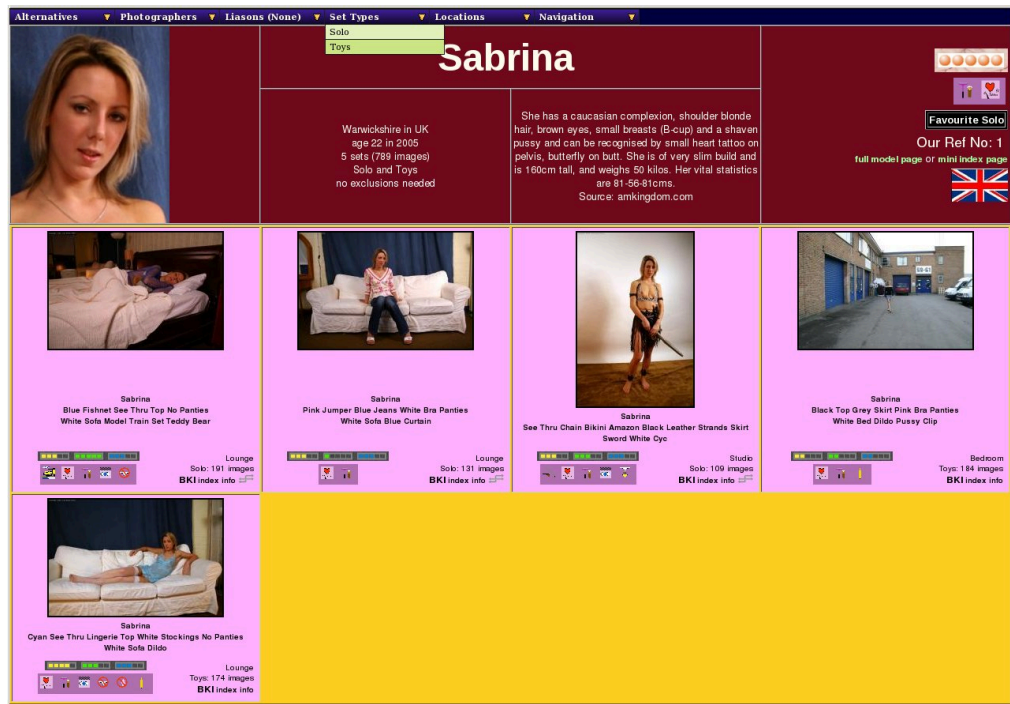 Alternatives Photographers Liasons (None) Set Types Locations Navigation
Solo
Toys
Sabrina
Warwickshire in UK
age 22 in 2005
5 sets (789 images)
Solo and Toys
no exclusions needed
She has a caucasian complexion, shoulder blonde
hair, brown eyes, small breasts (B-cup) and a shaven
pussy and can be recognised by small heart tattoo on
pelvis, butterfly on butt. She is of very slim build and
is 160cm tall, and weighs 50 kilos. Her vital statistics
are 81-56-81cms.
Source: amkingdom.com
Favourite Solo
Our Ref No: 1
full model page or mini index page
Sabrina
Blue Fishnet See Thru Top No Panties
White Sofa Model Train Set Teddy Bear
Lounge
Solo: 191 images
BKI index info
Sabrina
Pink Jumper Blue Jeans White Bra Panties
White Sofa Blue Curtain
Lounge
Solo: 131 images
BKI index info
Sabrina
See Thru Chain Bikini Amazon Black Leather Strands Skirt
Sword White Cyc
Studio
Solo: 109 images
BKI index info
Sabrina
Black Top Grey Skirt Pink Bra Panties
White Bed Dildo Pussy Clip
Bedroom
Toys: 184 images
BKI index info
Sabrina
Cyan See Thru Lingerie Top White Stockings No Panties
White Sofa Dildo
Lounge
Toys: 174 images
BKI index info